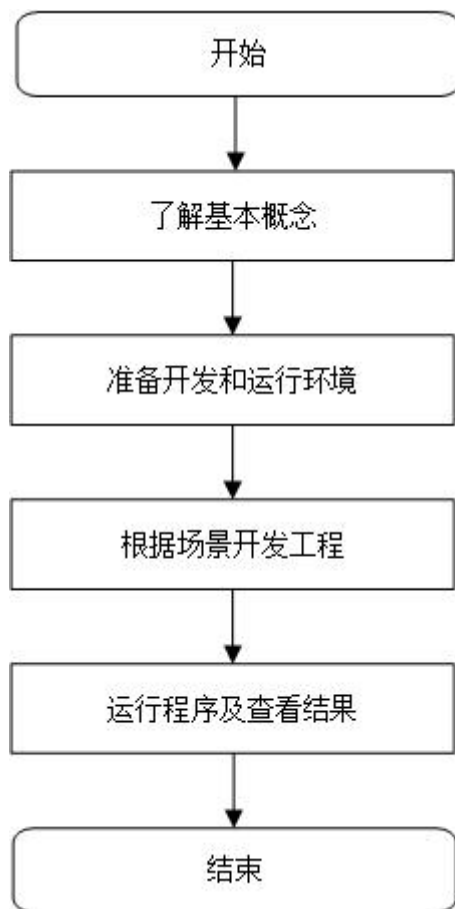 开始
了解基本概念
准备开发和运行环境
根据场景开发工程
运行程序及查看结果
结束